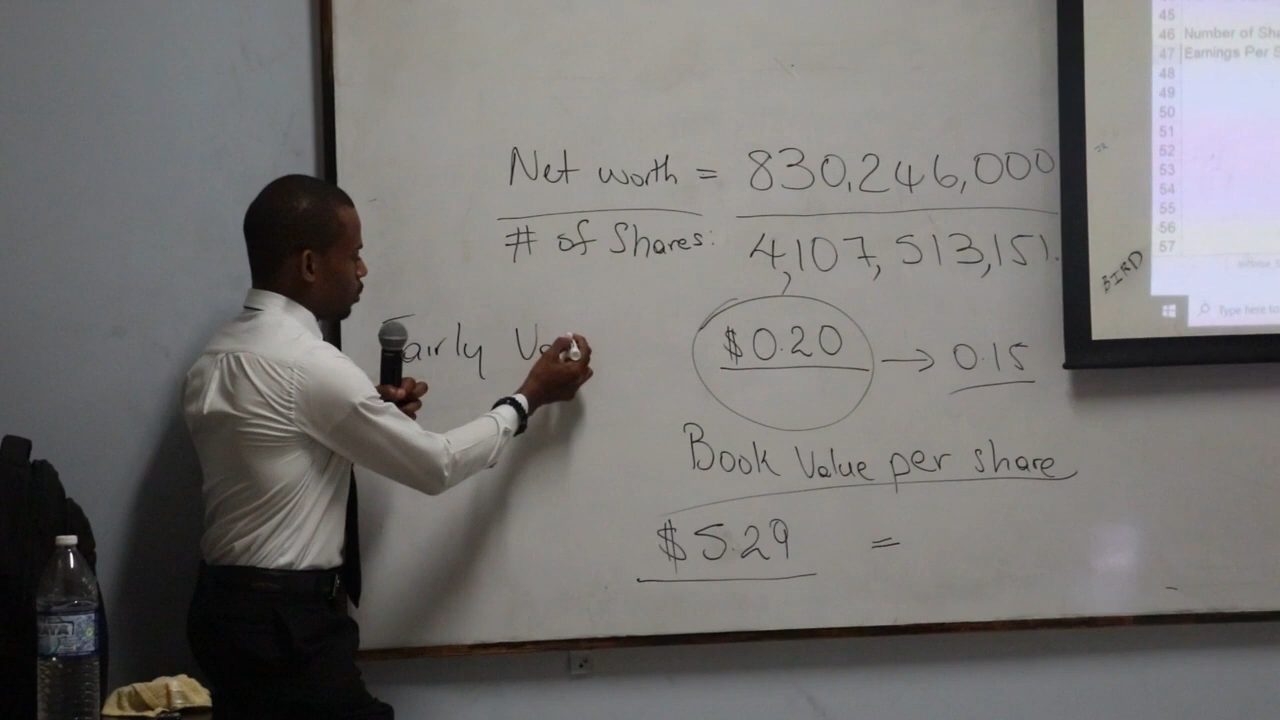 45
46 Number of Sha
47 Earnings Per S
48
49
50
51
52
53
54
55
56
57
Type here to
BIRD
Net worth = 830,246,000
# of Shares: 4,107,513,151.
Fairly Va
$0.20 → 0.15
Book Value per share
$5.29 =